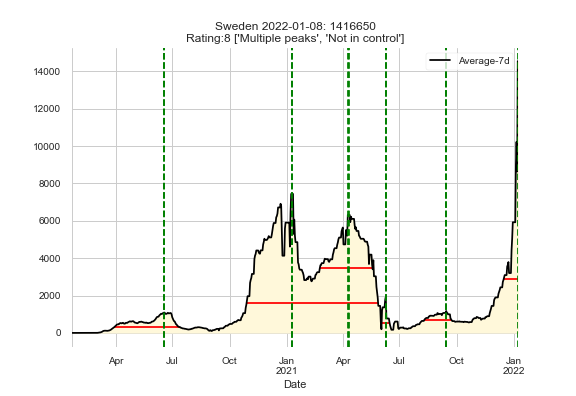 Sweden 2022-01-08: 1416650
Rating:8 ['Multiple peaks', 'Not in control']
Average-7d
14000
12000
10000
8000
6000
4000
2000
0
Apr Jul Oct Jan Apr Jul Oct Jan
2021 2022
Date